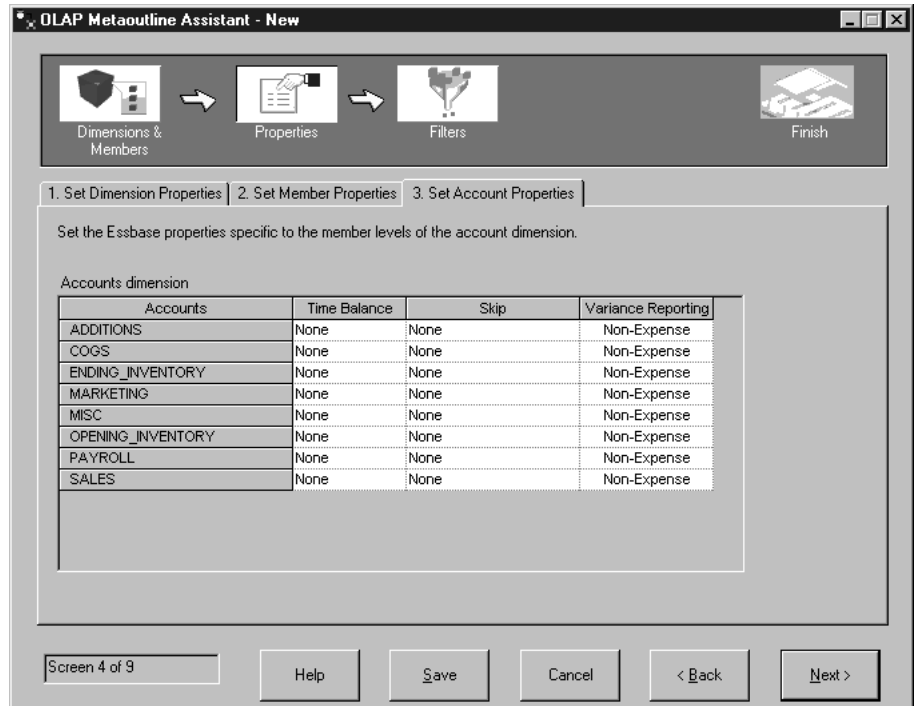 OLAP Metaoutline Assistant - New
Dimensions &
Members
Properties
Filters
Finish
1. Set Dimension Properties
2. Set Member Properties
3. Set Account Properties
Set the Essbase properties specific to the member levels of the account dimension.
Accounts dimension
Accounts Time Balance Skip Variance Reporting
ADDITIONS None None Non-Expense
COGS None None Non-Expense
ENDING_INVENTORY None None Non-Expense
MARKETING None None Non-Expense
MISC None None Non-Expense
OPENING_INVENTORY None None Non-Expense
PAYROLL None None Non-Expense
SALES None None Non-Expense
Screen 4 of 9
Help
Save
Cancel
< Back
Next >